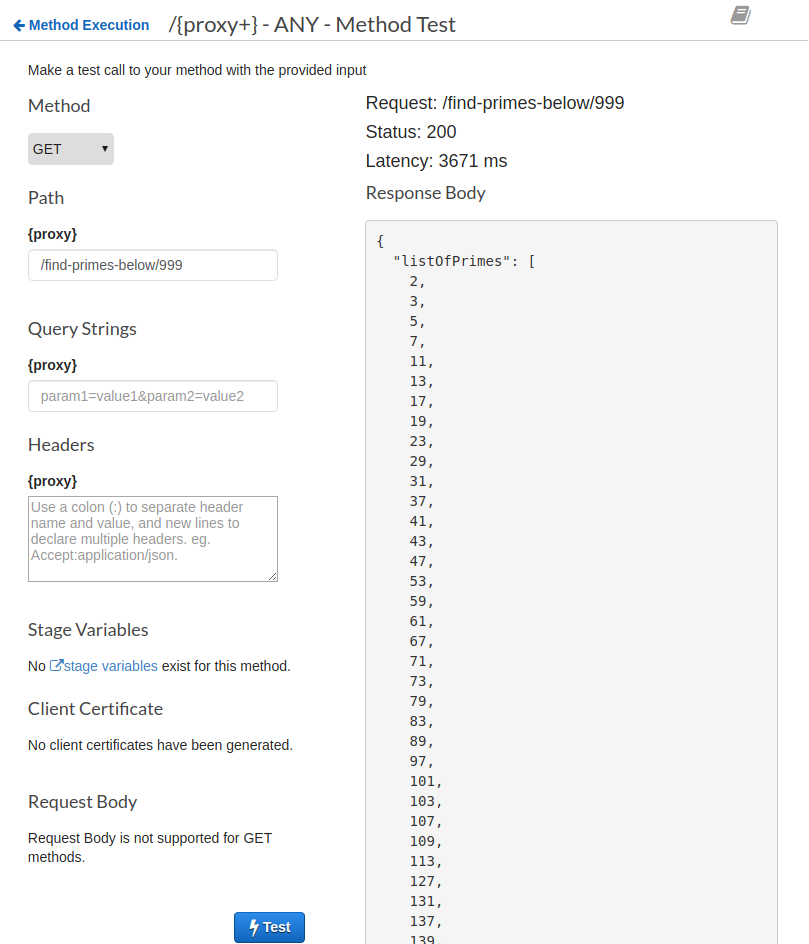 Method Execution /{proxy+} - ANY - Method Test
Make a test call to your method with the provided input
Method
GET
Path
{proxy}
/find-primes-below/999
Query Strings
{proxy}
param1=value1&param2=value2
Headers
{proxy}
Use a colon (:) to separate header
name and value, and new lines to
declare multiple headers. eg.
Accept:application/json.
Stage Variables
No stage variables exist for this method.
Client Certificate
No client certificates have been generated.
Request Body
Request Body is not supported for GET
methods.
Test
Request: /find-primes-below/999
Status: 200
Latency: 3671 ms
Response Body
{
"listOfPrimes": [
2,
3,
5,
7,
11,
13,
17,
19,
23,
29,
31,
37,
41,
43,
47,
53,
59,
61,
67,
71,
73,
79,
83,
89,
97,
101,
103,
107,
109,
113,
127,
131,
137,
139